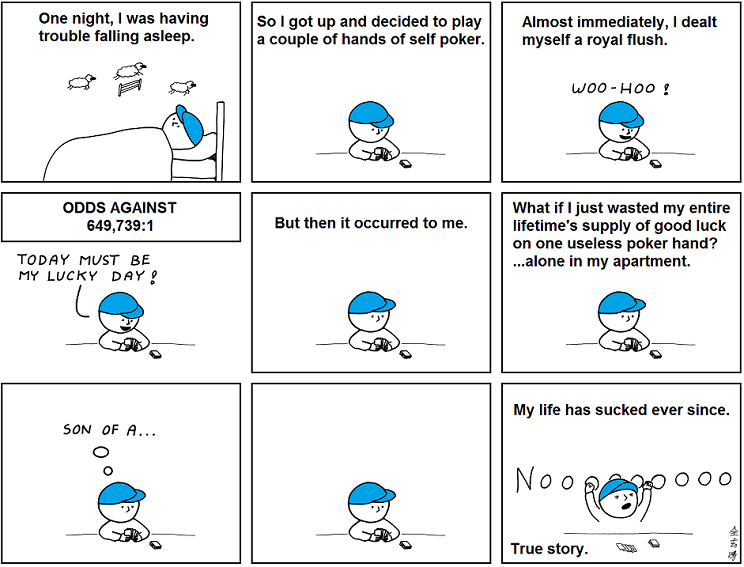 One night, I was having
trouble falling asleep.
So I got up and decided to play
a couple of hands of self poker.
Almost immediately, I dealt
myself a royal flush.
WOO-HOO!
ODDS AGAINST
649,739:1
TODAY MUST BE
MY LUCKY DAY!
But then it occurred to me.
What if I just wasted my entire
lifetime's supply of good luck
on one useless poker hand?
...alone in my apartment.
SON OF A...
My life has sucked ever since.
Noooooooooo
True story.